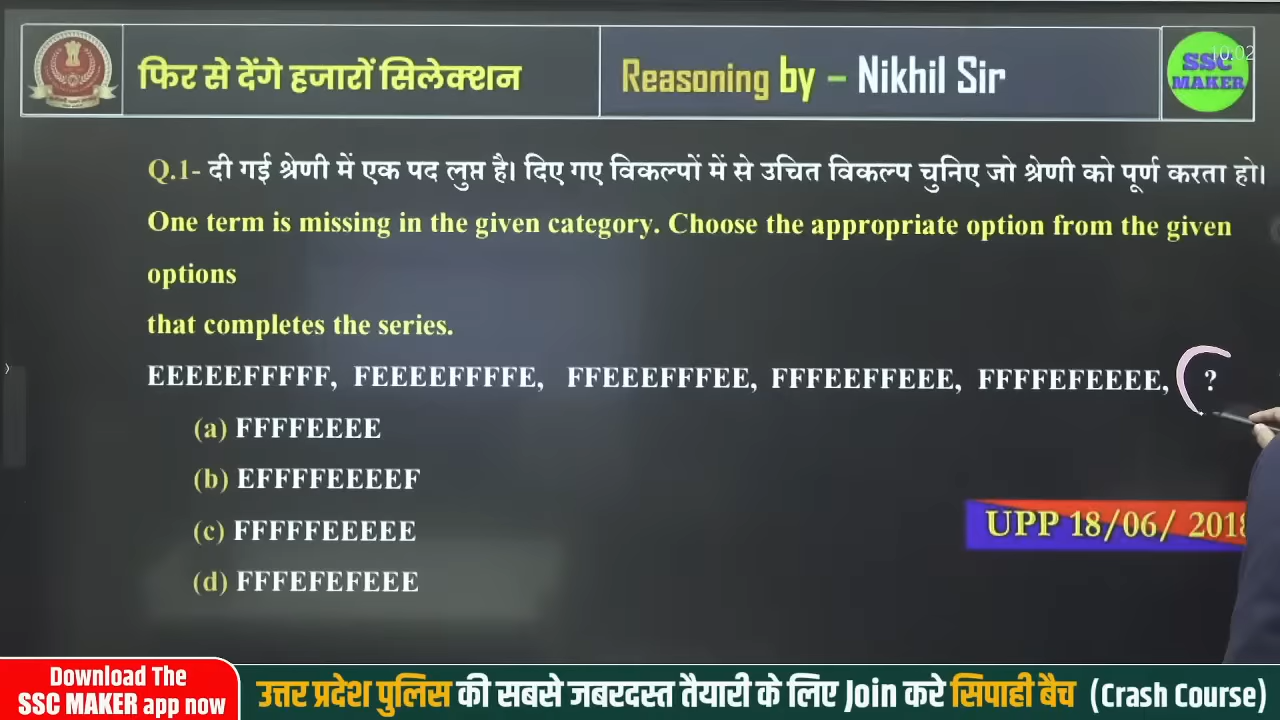 फिर से देंगे हजारों सिलेक्शन
Reasoning by – Nikhil Sir
10:02
SSC
MAKER
Q.1- दी गई श्रेणी में एक पद लुप्त है। दिए गए विकल्पों में से उचित विकल्प चुनिए जो श्रेणी को पूर्ण करता हो।
One term is missing in the given category. Choose the appropriate option from the given
options
that completes the series.
EEEEEFFFFF, FEEEEFFFFE, FFEEEFFFEE, FFFEEFFEEE, FFFFEFEEEE, ?
(a) FFFFEEEE
(b) EFFFFEEEEF
(c) FFFFFEEEEE
(d) FFFEFEFEEE
UPP 18/06/ 2018
Download The
SSC MAKER app now
उत्तर प्रदेश पुलिस की सबसे जबरदस्त तैयारी के लिए Join करे सिपाही बैच (Crash Course)